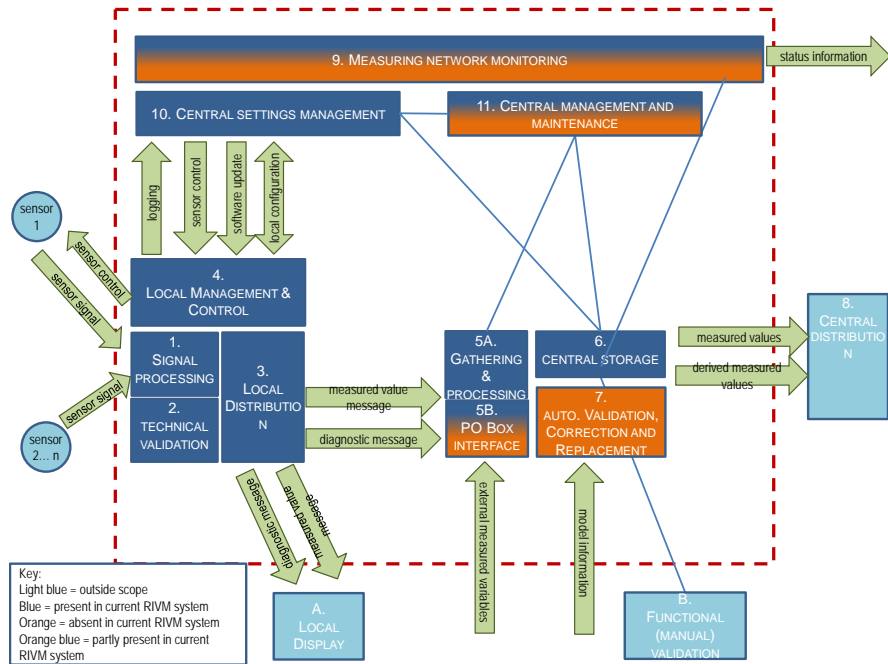 9. MEASURING NETWORK MONITORING
status information
10. CENTRAL SETTINGS MANAGEMENT
11. CENTRAL MANAGEMENT AND
MAINTENANCE
logging
sensor control
software update
local configuration
sensor
1
sensor control
sensor signal
4.
LOCAL MANAGEMENT &
CONTROL
1.
SIGNAL
PROCESSING
2.
TECHNICAL
VALIDATION
3.
LOCAL
DISTRIBUTIO
N
sensor signal
sensor
2... n
measured value
message
diagnostic message
5A.
GATHERING
&
PROCESSING
5B.
PO BOX
INTERFACE
6.
CENTRAL STORAGE
7.
AUTO. VALIDATION,
CORRECTION AND
REPLACEMENT
measured values
derived measured
values
8.
CENTRAL
DISTRIBUTIO
N
diagnostic message
measured value
message
external measured
variables
model information
A.
LOCAL
DISPLAY
B.
FUNCTIONAL
(MANUAL)
VALIDATION
Key:
Light blue = outside scope
Blue = present in current RIVM system
Orange = absent in current RIVM system
Orange blue = partly present in current
RIVM system